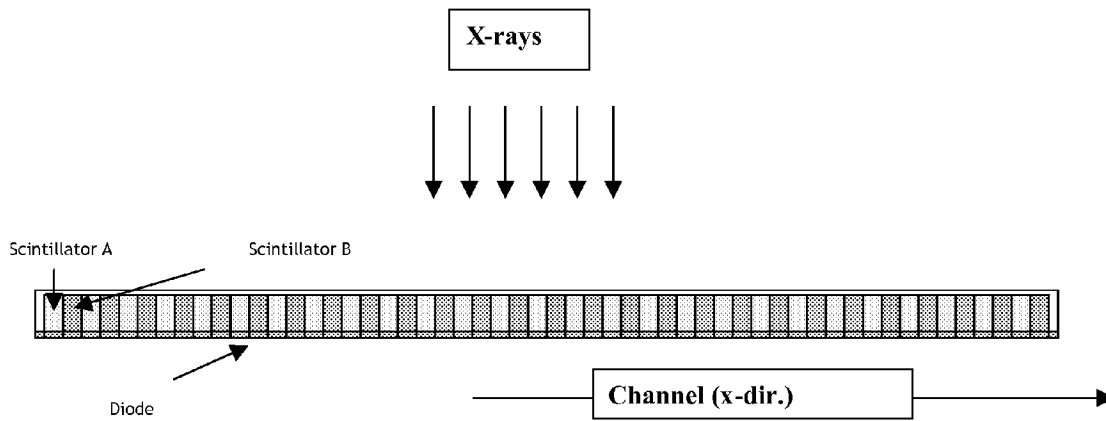 X-rays
Scintillator A
Scintillator B
Diode
Channel (x-dir.)